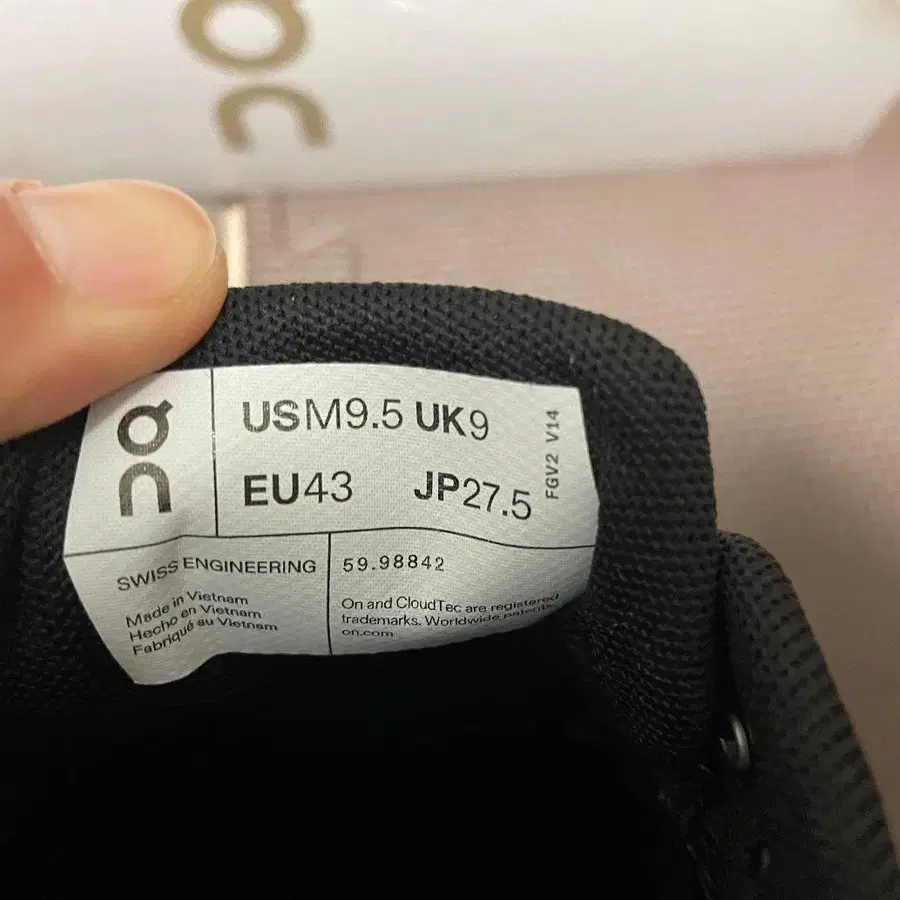 On
USM9.5 UK9
EU43 JP27.5
FGV2 V14
SWISS ENGINEERING
Made in Vietnam
Hecho en Vietnam
Fabriqué au Vietnam
59.98842
On and CloudTec are registered
trademarks. Worldwide patents
on.com